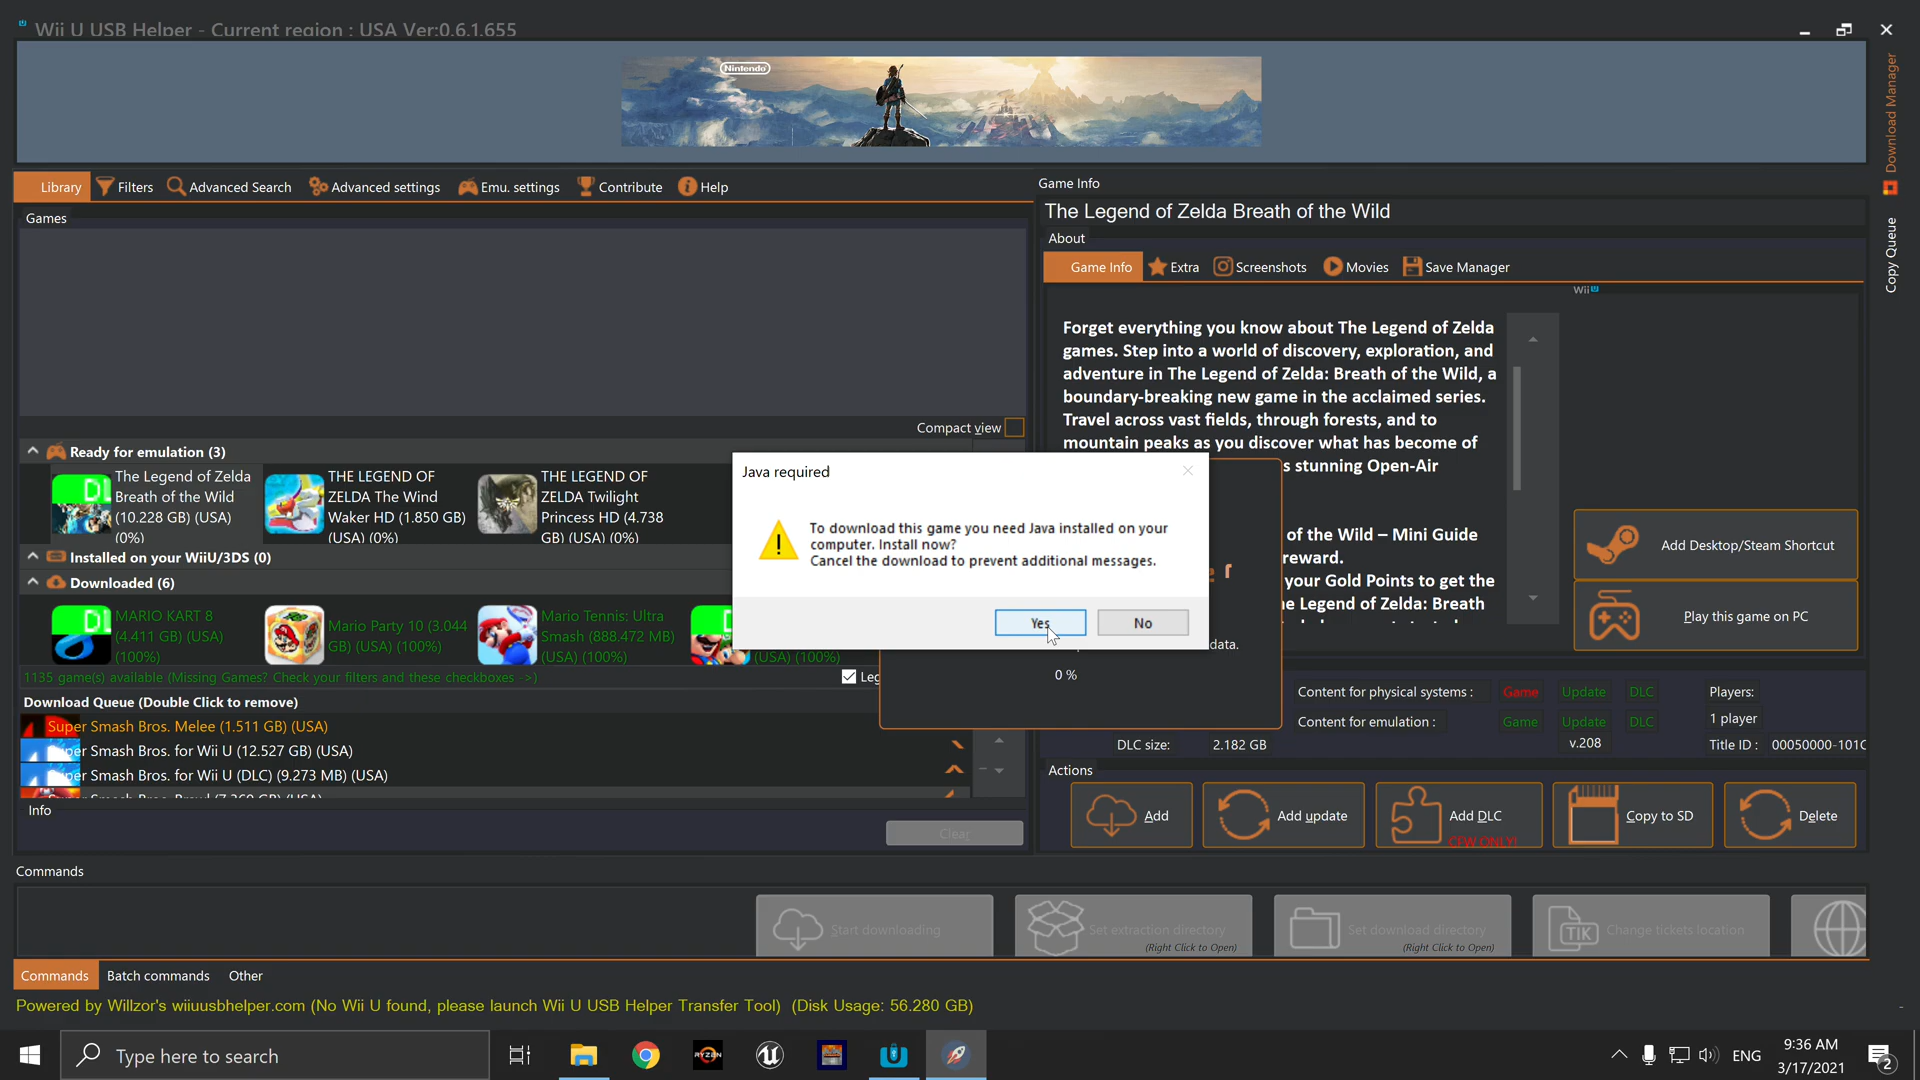 Wii U USB Helper - Current region : USA Ver:0.6.1.655
Nintendo
Download Manager
Copy Queue
Library
Filters
Advanced Search
Advanced settings
Emu. settings
Contribute
Help
Games
Compact view
Ready for emulation (3)
The Legend of Zelda
Breath of the Wild
(10.228 GB) (USA)
(0%)
THE LEGEND OF
ZELDA The Wind
Waker HD (1.850 GB)
(USA) (0%)
THE LEGEND OF
ZELDA Twilight
Princess HD (4.738
GB) (USA) (0%)
Installed on your WiiU/3DS (0)
Downloaded (6)
MARIO KART 8
(4.411 GB) (USA)
(100%)
Mario Party 10 (3.044
GB) (USA) (100%)
Mario Tennis: Ultra
Smash (888.472 MB)
(USA) (100%)
(USA) (100%)
1135 game(s) available (Missing Games? Check your filters and these checkboxes ->)
Leg
Download Queue (Double Click to remove)
Super Smash Bros. Melee (1.511 GB) (USA)
Super Smash Bros. for Wii U (12.527 GB) (USA)
Super Smash Bros. for Wii U (DLC) (9.273 MB) (USA)
Super Smash Bros. Brawl (7.360 GB) (USA)
Info
Clear
Game Info
The Legend of Zelda Breath of the Wild
About
Game Info
Extra
Screenshots
Movies
Save Manager
Wii U
Forget everything you know about The Legend of Zelda
games. Step into a world of discovery, exploration, and
adventure in The Legend of Zelda: Breath of the Wild, a
boundary-breaking new game in the acclaimed series.
Travel across vast fields, through forests, and to
mountain peaks as you discover what has become of
s stunning Open-Air
of the Wild – Mini Guide
reward.
your Gold Points to get the
e Legend of Zelda: Breath
Java required
To download this game you need Java installed on your
computer. Install now?
Cancel the download to prevent additional messages.
Yes
No
data.
0 %
Add Desktop/Steam Shortcut
Play this game on PC
Content for physical systems :
Game
Update
DLC
Content for emulation :
Game
Update
DLC
v.208
Players:
1 player
DLC size:
2.182 GB
Title ID :
00050000-101C
Actions
Add
Add update
Add DLC
CFW ONLY!
Copy to SD
Delete
Commands
Start downloading
Set extraction directory
(Right Click to Open)
Set download directory
(Right Click to Open)
TIK
Change tickets location
Commands
Batch commands
Other
Powered by Willzor's wiiuusbhelper.com (No Wii U found, please launch Wii U USB Helper Transfer Tool) (Disk Usage: 56.280 GB)
Type here to search
RYZEN
ENG
9:36 AM
3/17/2021
2